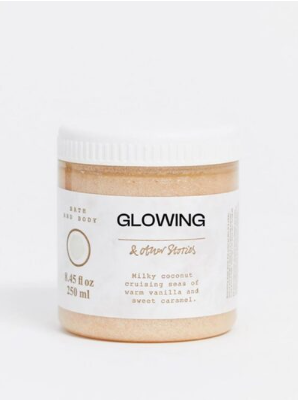 BATH
AND BODY
8.45 fl oz
250 ml
GLOWING
& other Stories
Milky coconut
cruising amax of
warm vanilla and
sweet caramel.